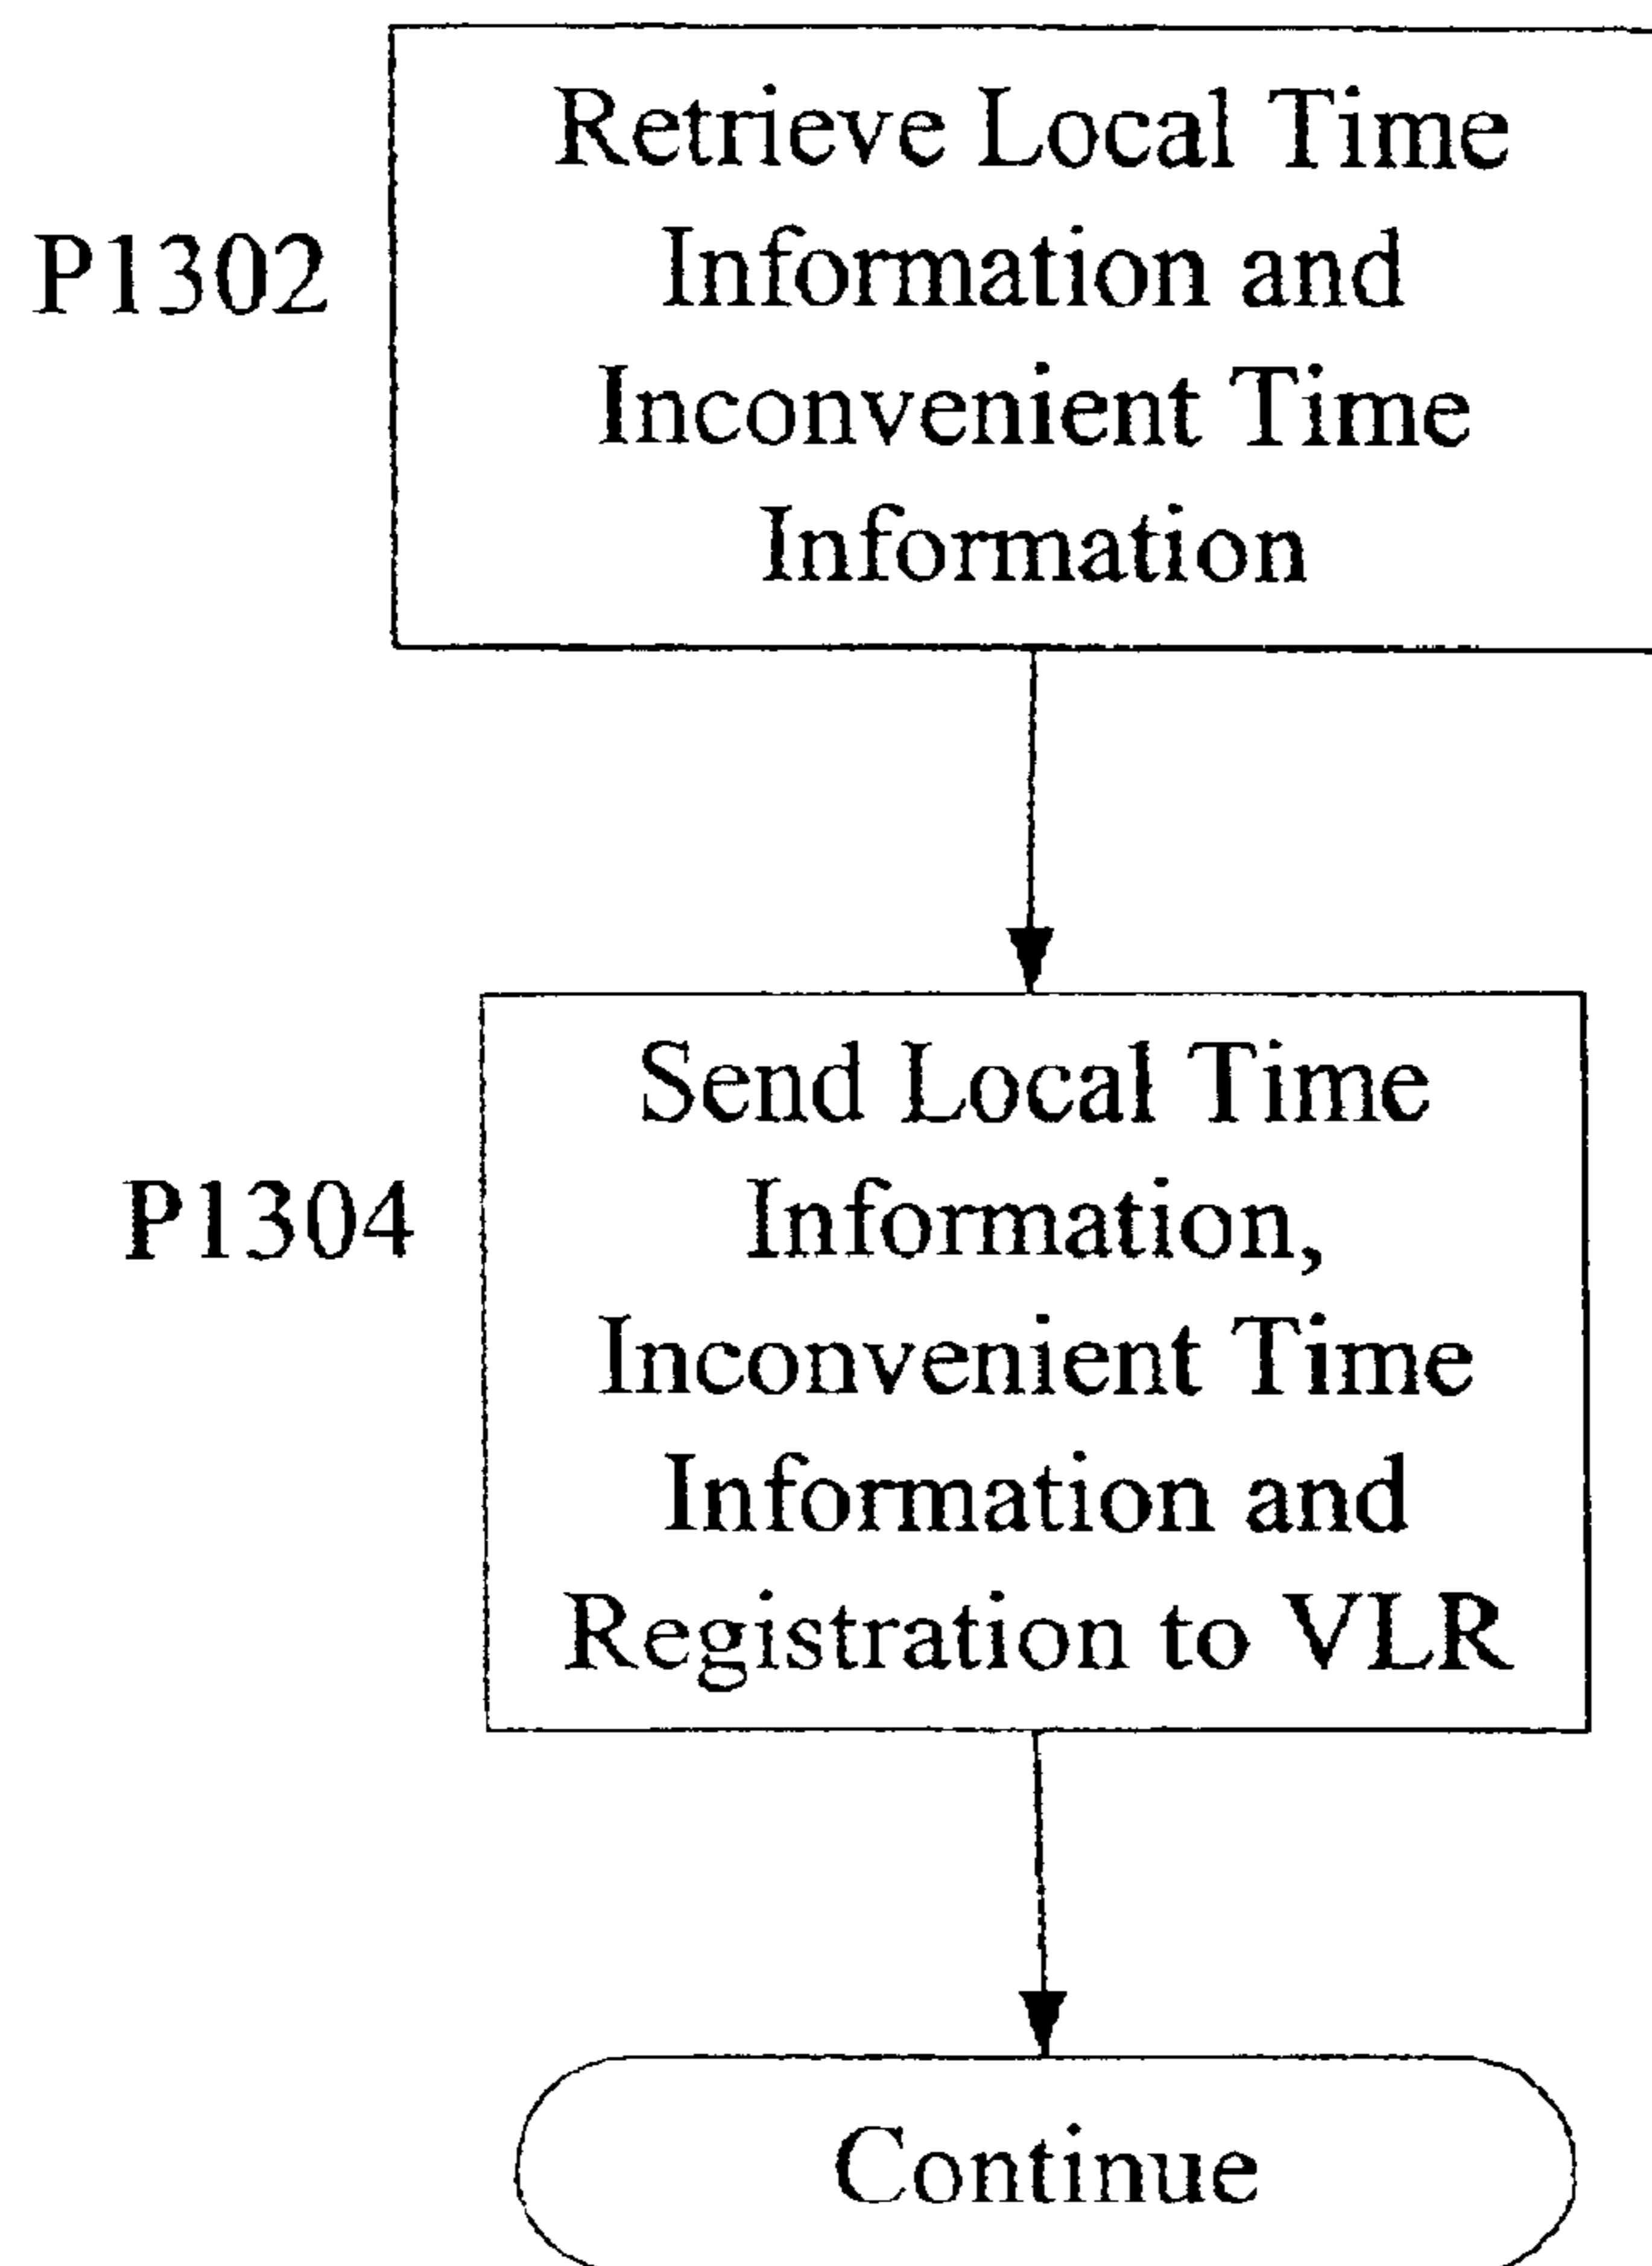 Retrieve Local Time
P1302
Information and
Inconvenient Time
Information
Send Local Time
P1304
Information,
Inconvenient Time
Information and
Registration to VLR
Continue